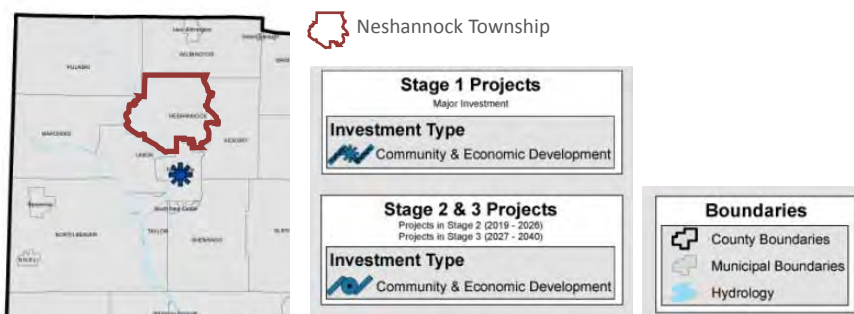 Neshannock Township
WILMINGTON
PULASKI
NESHANNOCK
MAHONING
HICKORY
UNION
NORTH BEAVER
TAYLOR
SHENANGO
Stage 1 Projects
Major Investment
Investment Type
Community & Economic Development
Stage 2 & 3 Projects
Projects in Stage 2 (2019 - 2026)
Projects in Stage 3 (2027 - 2040)
Investment Type
Community & Economic Development
Boundaries
County Boundaries
Municipal Boundaries
Hydrology